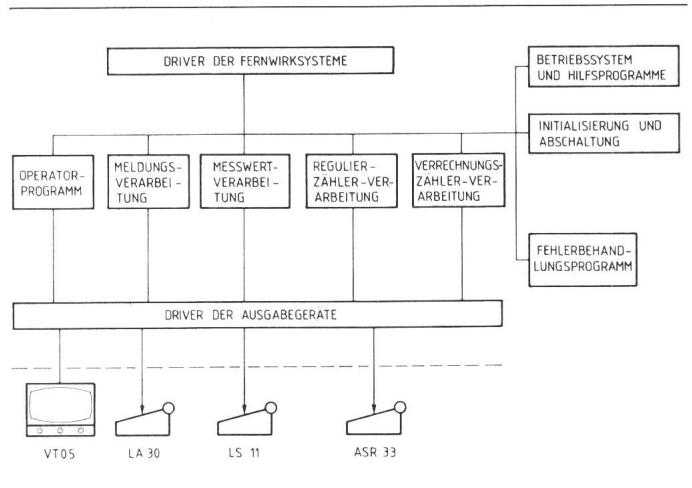 DRIVER DER FERNWIRKSYSTEME
BETRIEBSSYSTEM
UND HILFSPROGRAMME
INITIALISIERUNG UND
ABSCHALTUNG
OPERATOR-
PROGRAMM
MELDUNGS-
VERARBEI-
TUNG
MESSWERT-
VERARBEI-
TUNG
REGULIER-
ZÄHLER-VER-
ARBEITUNG
VERRECHNUNGS-
ZÄHLER-VER-
ARBEITUNG
FEHLERBEHAND-
LUNGSPROGRAMM
DRIVER DER AUSGABEGERÄTE
VT05
LA 30
LS 11
ASR 33